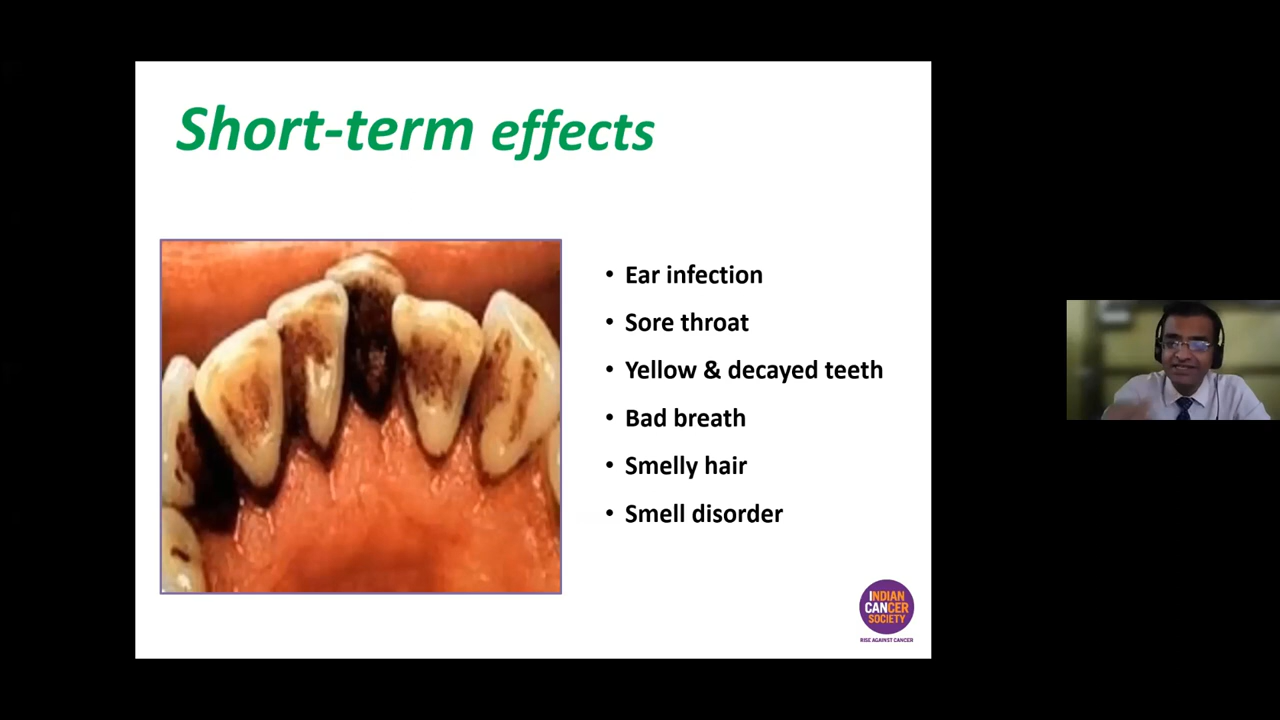 Short-term effects
• Ear infection
• Sore throat
• Yellow & decayed teeth
• Bad breath
• Smelly hair
• Smell disorder
INDIAN
CANCER
SOCIETY
RISE AGAINST CANCER